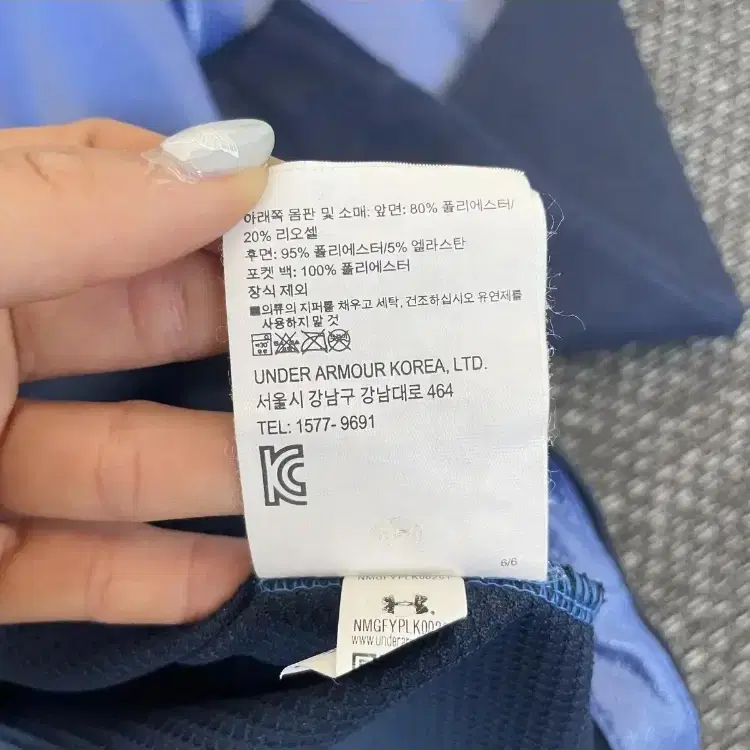 아래쪽 몸판 및 소매: 앞면: 80% 폴리에스터/
20% 리오셀
후면: 95% 폴리에스터/5% 엘라스탄
포켓 백: 100% 폴리에스터
장식 제외
■의류의 지퍼를 채우고 세탁, 건조하십시오 유연제를
사용하지 말 것
UNDER ARMOUR KOREA, LTD.
서울시 강남구 강남대로 464
TEL: 1577- 9691
KC
6/6